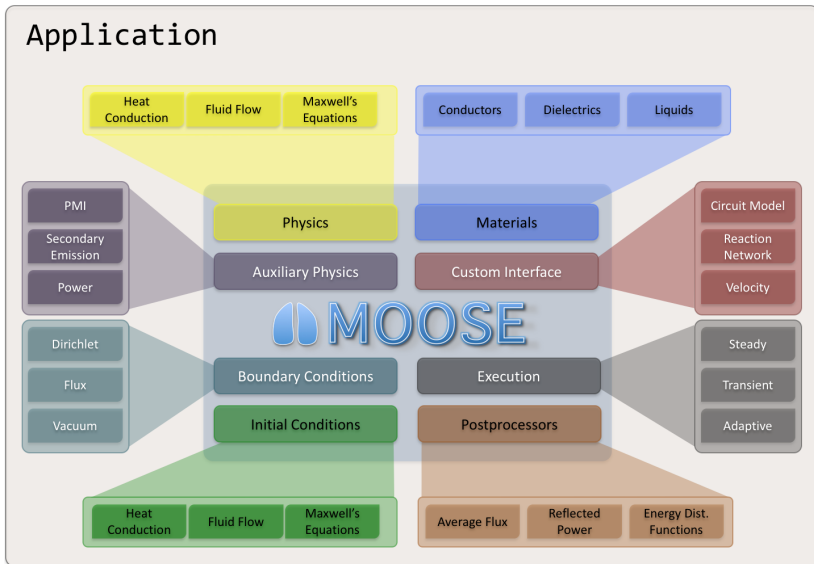 Application
Heat
Conduction
Fluid Flow
Maxwell's
Equations
Conductors
Dielectrics
Liquids
PMI
Secondary
Emission
Power
Physics
Materials
Auxiliary Physics
Custom Interface
Circuit Model
Reaction
Network
Velocity
MOOSE
Dirichlet
Flux
Vacuum
Boundary Conditions
Execution
Initial Conditions
Postprocessors
Steady
Transient
Adaptive
Heat
Conduction
Fluid Flow
Maxwell's
Equations
Average Flux
Reflected
Power
Energy Dist.
Functions